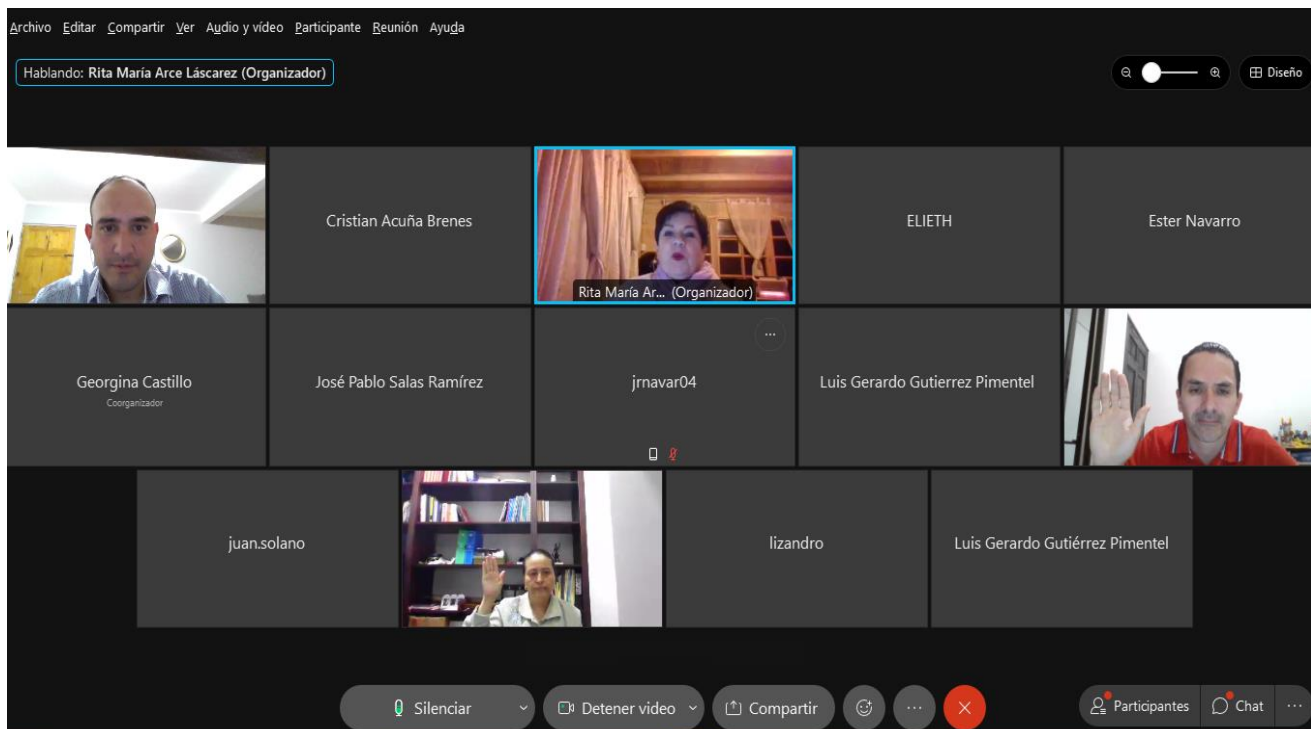 Archivo Editar Compartir Ver Audio y vídeo Participante Reunión Ayuda
Hablando: Rita María Arce Láscarez (Organizador)
Diseño
Cristian Acuña Brenes
Rita María Ar... (Organizador)
ELIETH
Ester Navarro
Georgina Castillo
Coorganizador
José Pablo Salas Ramírez
jrnavar04
Luis Gerardo Gutierrez Pimentel
juan.solano
lizandro
Luis Gerardo Gutiérrez Pimentel
Silenciar
Detener video
Compartir
Participantes
Chat